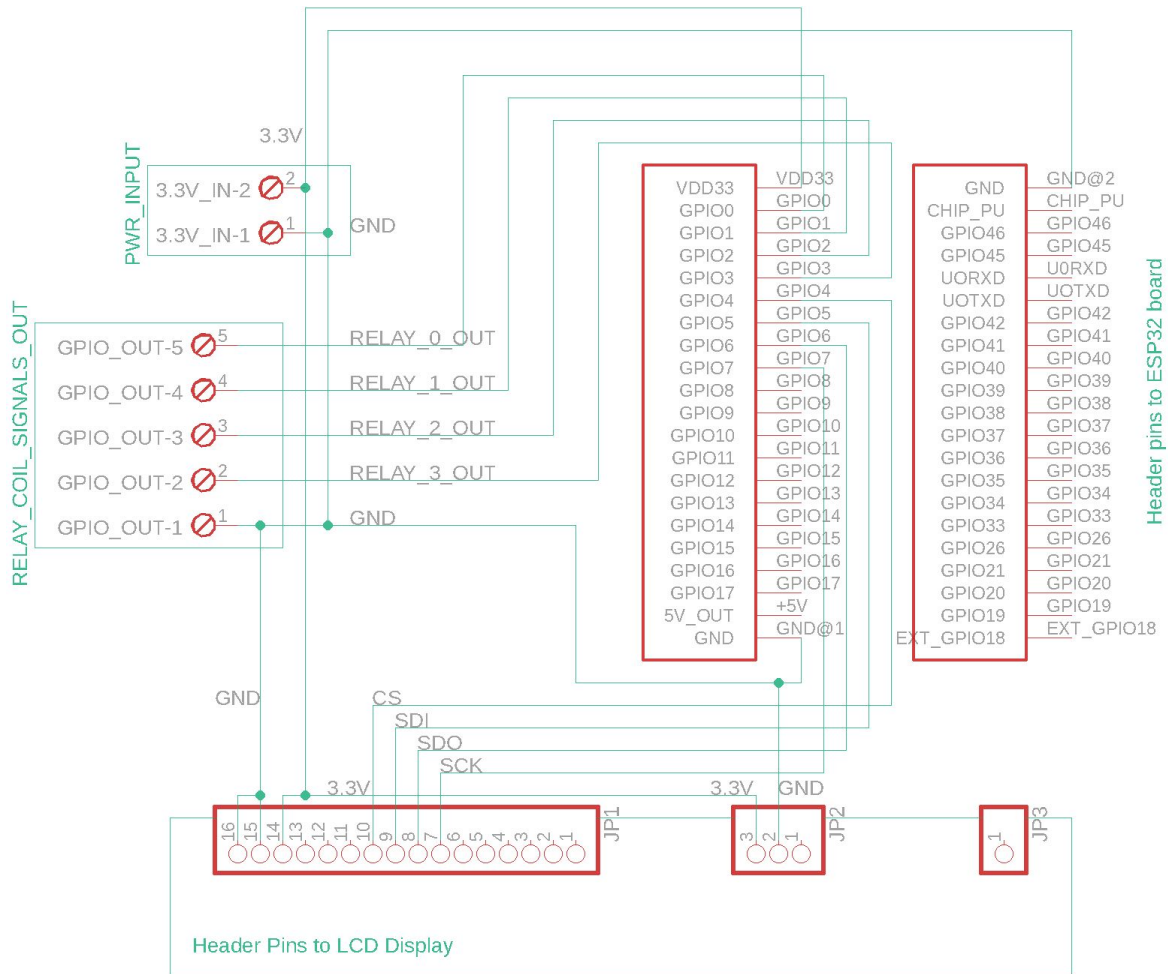 3.3V
PWR_INPUT
3.3V_IN-2
2
3.3V_IN-1
1
GND
RELAY_COIL_SIGNALS_OUT
GPIO_OUT-5
5
RELAY_0_OUT
GPIO_OUT-4
4
RELAY_1_OUT
GPIO_OUT-3
3
RELAY_2_OUT
GPIO_OUT-2
2
RELAY_3_OUT
GPIO_OUT-1
1
GND
VDD33 VDD33
GPIO0 GPIO0
GPIO1 GPIO1
GPIO2 GPIO2
GPIO3 GPIO3
GPIO4 GPIO4
GPIO5 GPIO5
GPIO6 GPIO6
GPIO7 GPIO7
GPIO8 GPIO8
GPIO9 GPIO9
GPIO10 GPIO10
GPIO11 GPIO11
GPIO12 GPIO12
GPIO13 GPIO13
GPIO14 GPIO14
GPIO15 GPIO15
GPIO16 GPIO16
GPIO17 GPIO17
5V_OUT +5V
GND GND@1
GND GND@2
CHIP_PU CHIP_PU
GPIO46 GPIO46
GPIO45 GPIO45
UORXD U0RXD
UOTXD UOTXD
GPIO42 GPIO42
GPIO41 GPIO41
GPIO40 GPIO40
GPIO39 GPIO39
GPIO38 GPIO38
GPIO37 GPIO37
GPIO36 GPIO36
GPIO35 GPIO35
GPIO34 GPIO34
GPIO33 GPIO33
GPIO26 GPIO26
GPIO21 GPIO21
GPIO20 GPIO20
GPIO19 GPIO19
EXT_GPIO18 EXT_GPIO18
Header pins to ESP32 board
GND
CS
SDI
SDO
SCK
3.3V
3.3V
GND
16 15 14 13 12 11 10 9 8 7 6 5 4 3 2 1
JP1
3 2 1
JP2
1
JP3
Header Pins to LCD Display